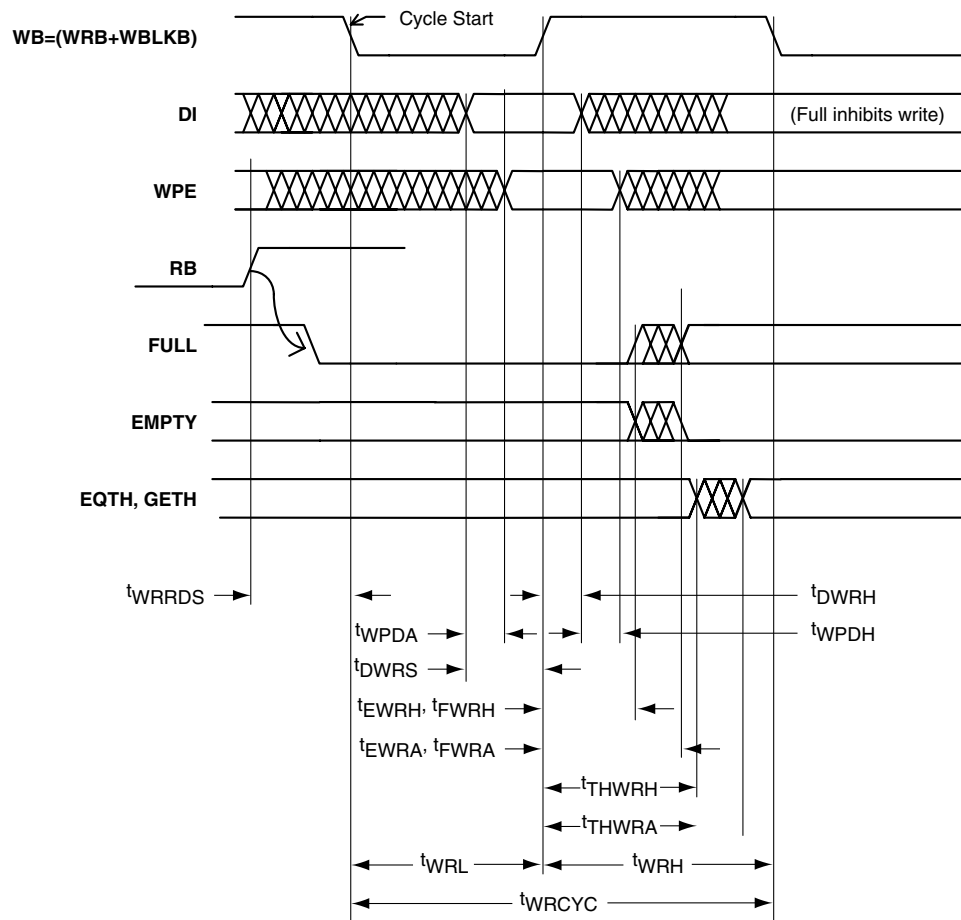 Cycle Start
WB=(WRB+WBLKB)
DI
(Full inhibits write)
WPE
RB
FULL
EMPTY
EQTH, GETH
tWRRDS
tDWRH
tWPDA
tWPDH
tDWRS
tEWRH, tFWRH
tEWRA, tFWRA
tTHWRH
tTHWRA
tWRL
tWRH
tWRCYC